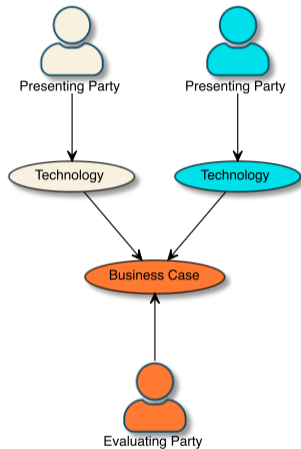 Presenting Party
Presenting Party
Technology
Technology
Business Case
Evaluating Party